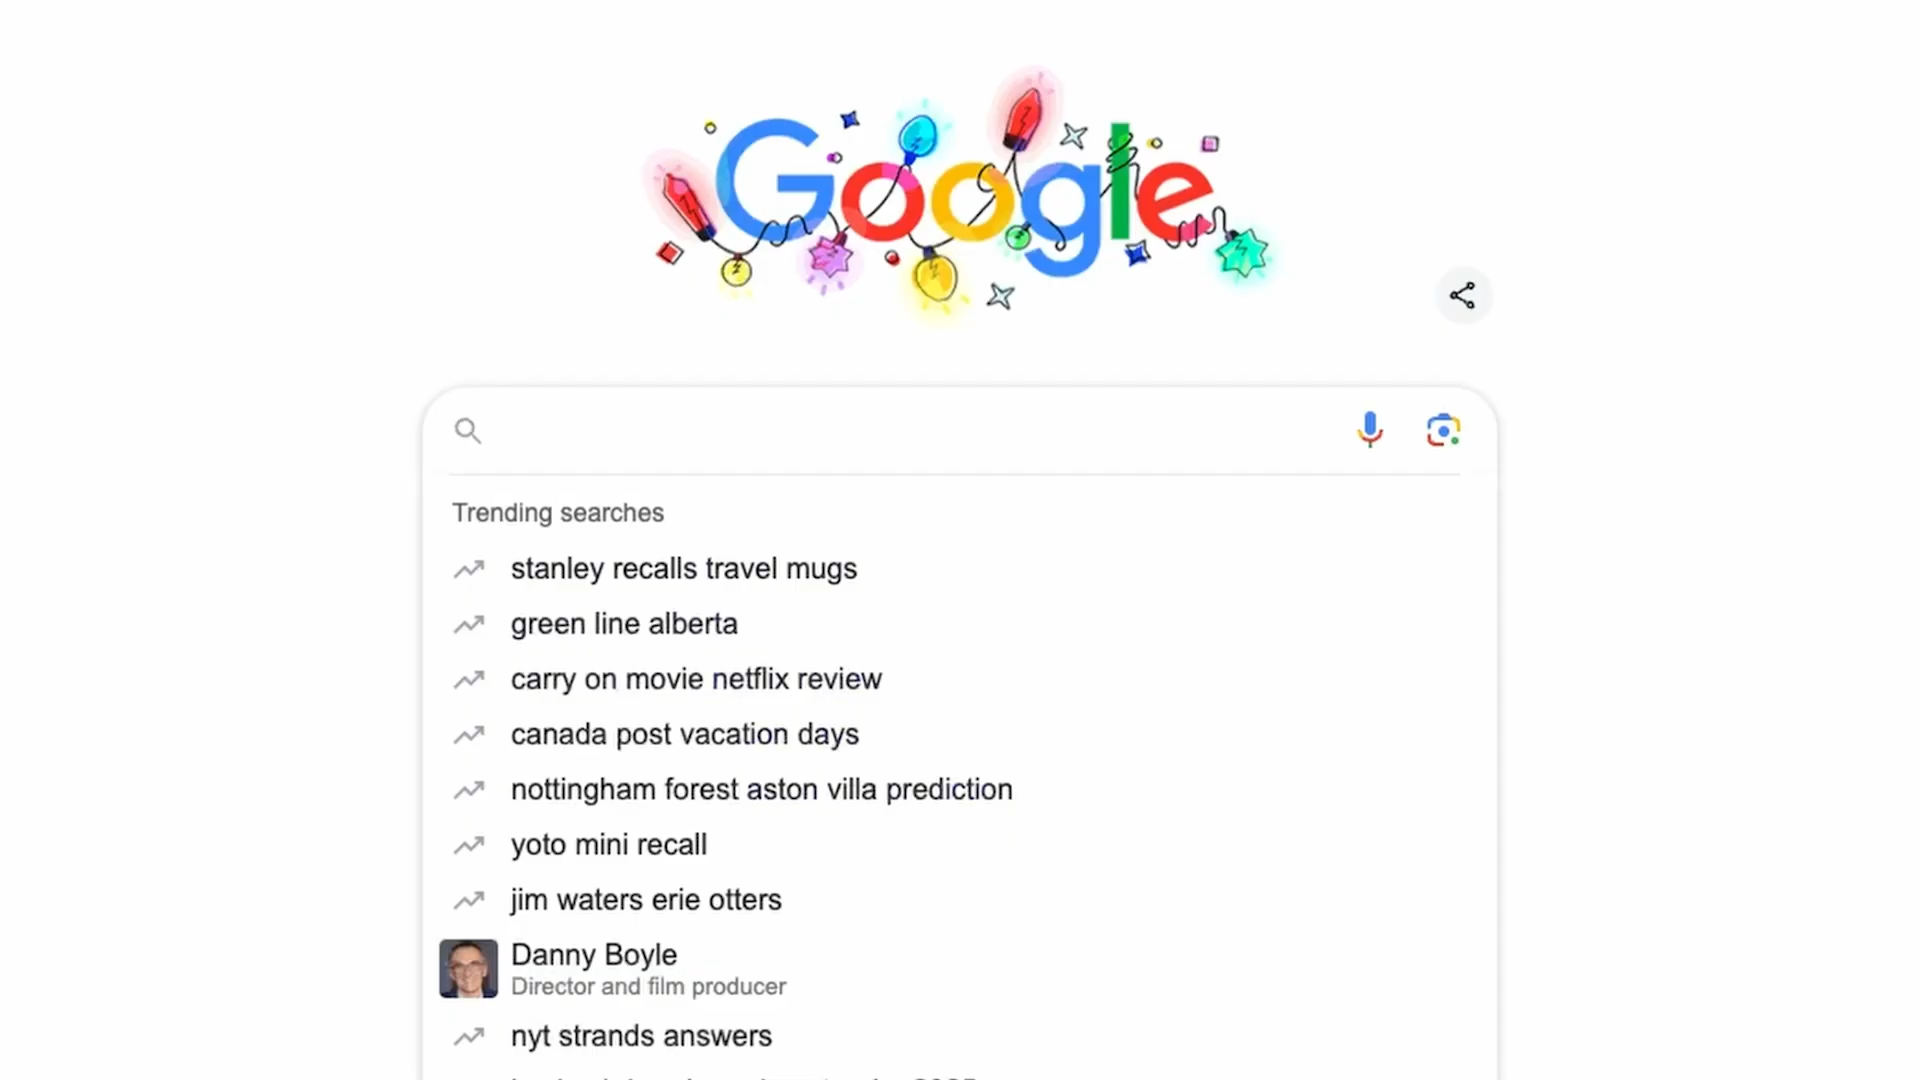 Google
Trending searches
stanley recalls travel mugs
green line alberta
carry on movie netflix review
canada post vacation days
nottingham forest aston villa prediction
yoto mini recall
jim waters erie otters
Danny Boyle
Director and film producer
nyt strands answers